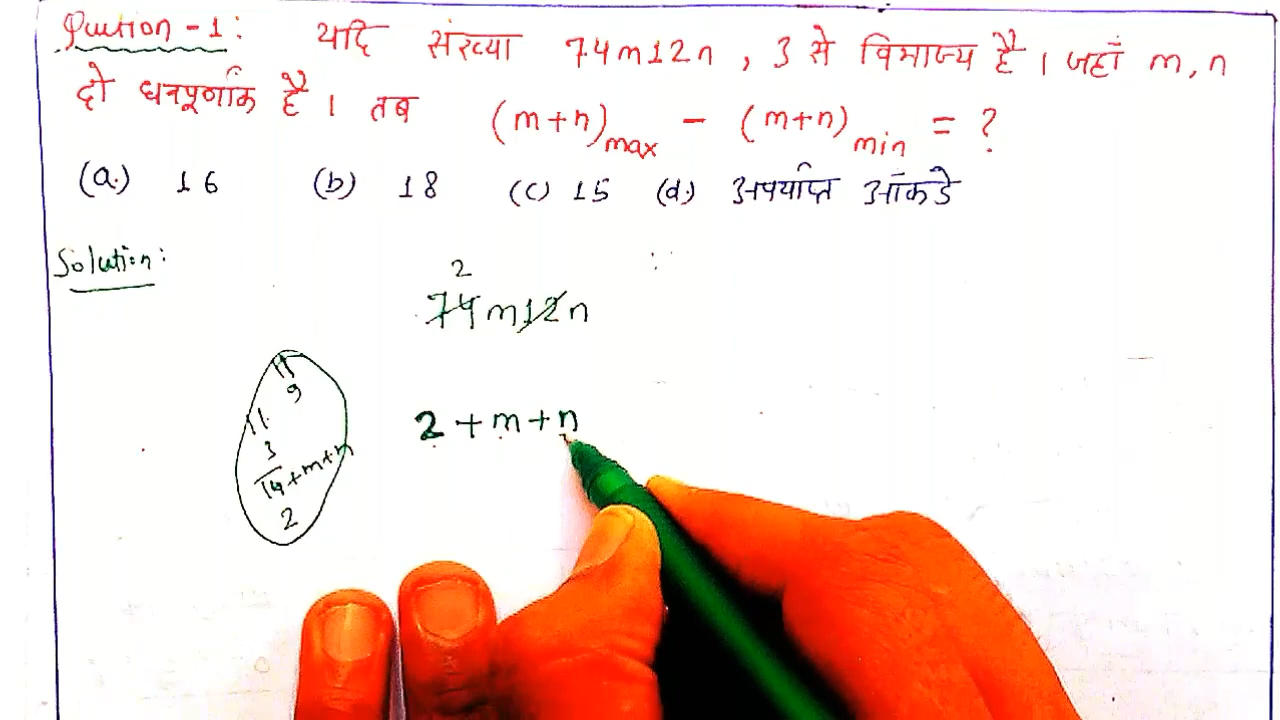 Question - 1: यदि संख्या 74m12n, 3 से विभाज्य है । जहाँ m, n
दो धनपूर्णांक है । तब (m+n)max - (m+n)min = ?
(a.) 16 (b) 18 (c) 15 (d.) अपर्याप्त आँकडे
Solution:
2
74m12n
9
11.
3
14+m+n
2
2 + m + n